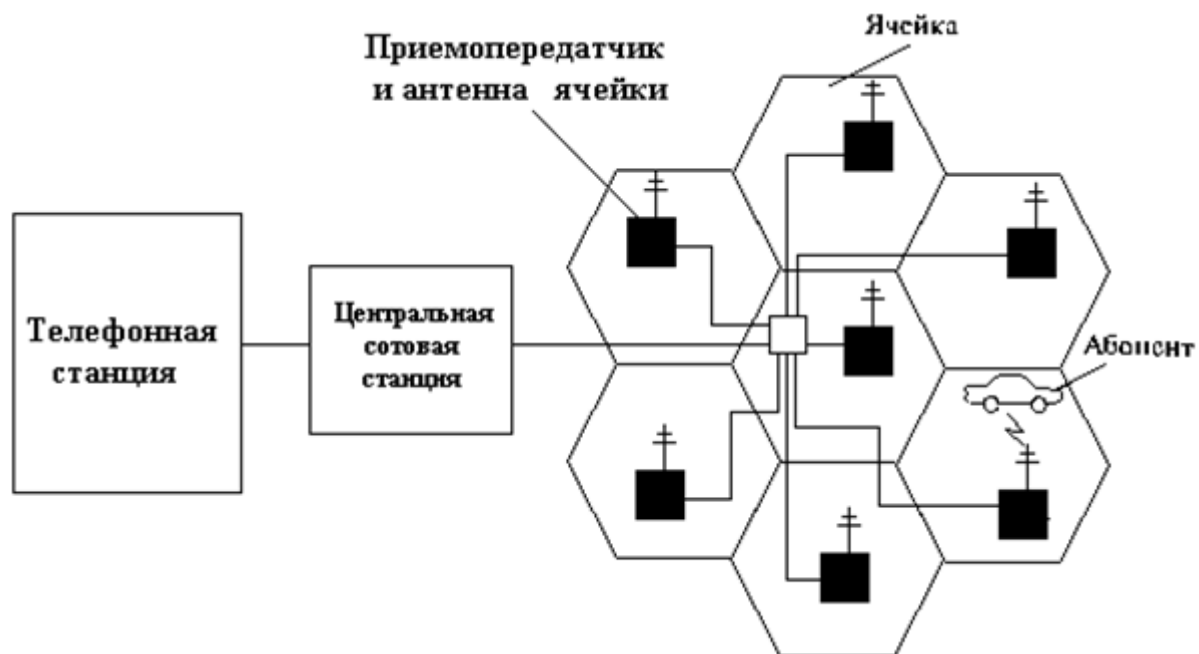 Ячейка
Приемопередатчик
и антенна ячейки
Телефонная
станция
Центральная
сотовая
станция
Абонент